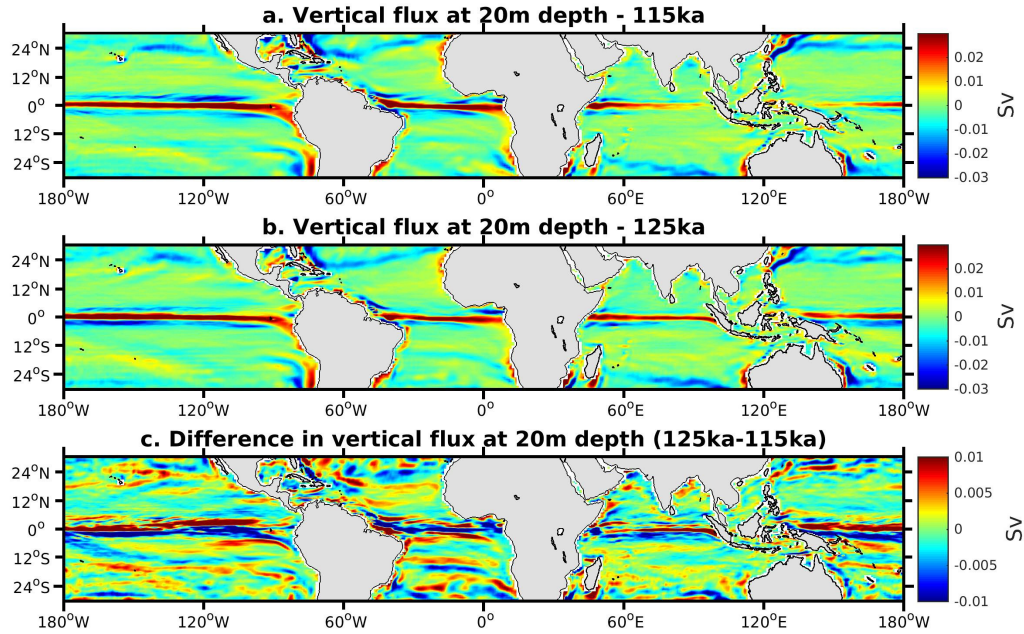 a. Vertical flux at 20m depth - 115ka
24°N
12°N
0°
12°S
24°S
180°W 120°W 60°W 0° 60°E 120°E 180°W
0.02
0.01
0
-0.01
-0.02
-0.03
Sv
b. Vertical flux at 20m depth - 125ka
24°N
12°N
0°
12°S
24°S
180°W 120°W 60°W 0° 60°E 120°E 180°W
0.02
0.01
0
-0.01
-0.02
-0.03
Sv
c. Difference in vertical flux at 20m depth (125ka-115ka)
24°N
12°N
0°
12°S
24°S
180°W 120°W 60°W 0° 60°E 120°E 180°W
0.01
0.005
0
-0.005
-0.01
Sv